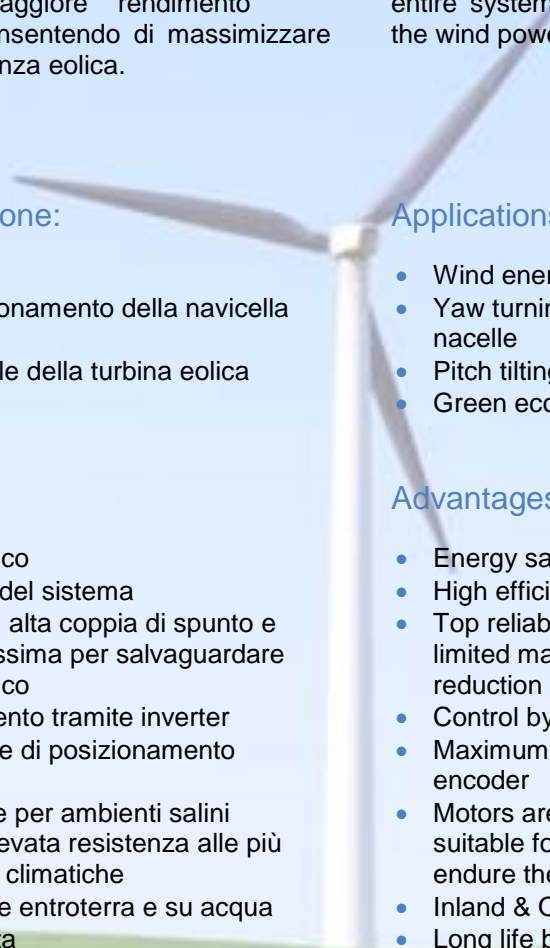 aggiore rendimento
nsentendo di massimizzare
nza eolica.
one:
onamento della navicella
le della turbina eolica
co
del sistema
alta coppia di spunto e
ssima per salvaguardare
co
ento tramite inverter
e di posizionamento
e per ambienti salini
evata resistenza alle più
climatiche
e entroterra e su acqua
ta
entire system
the wind powe
Applications
• Wind ener
• Yaw turnin
nacelle
• Pitch tilting
• Green eco
Advantages
• Energy sa
• High effici
• Top reliab
limited ma
reduction
• Control by
• Maximum
encoder
• Motors are
suitable fo
endure the
• Inland & O
• Long life b